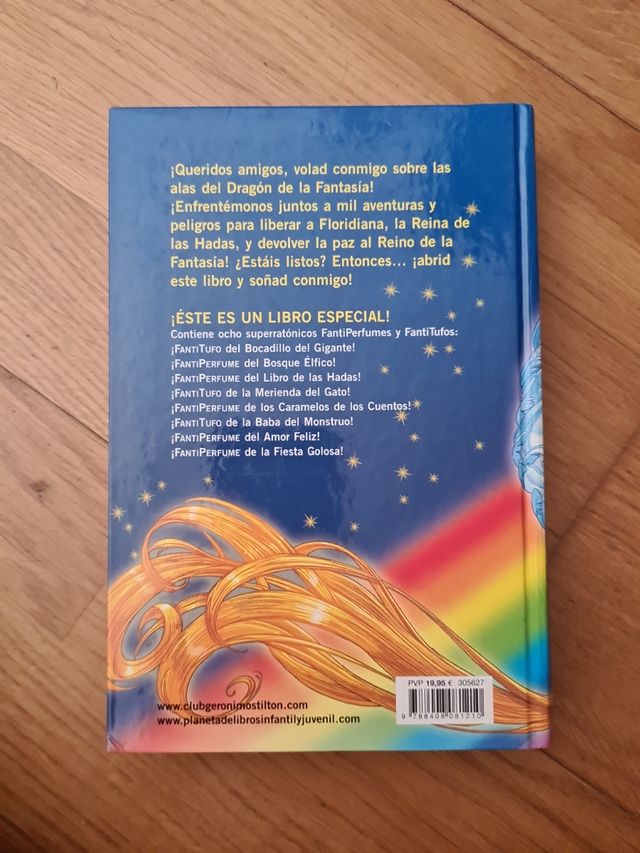 ¡Queridos amigos, volad conmigo sobre las
alas del Dragón de la Fantasía!
¡Enfrentémonos juntos a mil aventuras y
peligros para liberar a Floridiana, la Reina de
las Hadas, y devolver la paz al Reino de la
Fantasía! ¿Estáis listos? Entonces... ¡abrid
este libro y soñad conmigo!
¡ÉSTE ES UN LIBRO ESPECIAL!
Contiene ocho superratónicos FantiPerfumes y FantiTufos:
¡FANTITUFO del Bocadillo del Gigante!
¡FANTIPERFUME del Bosque Élfico!
¡FANTIPERFUME del Libro de las Hadas!
¡FANTITUFO de la Merienda del Gato!
¡FANTIPERFUME de los Caramelos de los Cuentos!
¡FANTITUFO de la Baba del Monstruo!
¡FANTIPERFUME del Amor Feliz!
¡FANTIPERFUME de la Fiesta Golosa!
PVP 19,95 € 305627
9 788408 081210
www.clubgeronimostilton.com
www.planetadelibrosinfantilyjuvenil.com